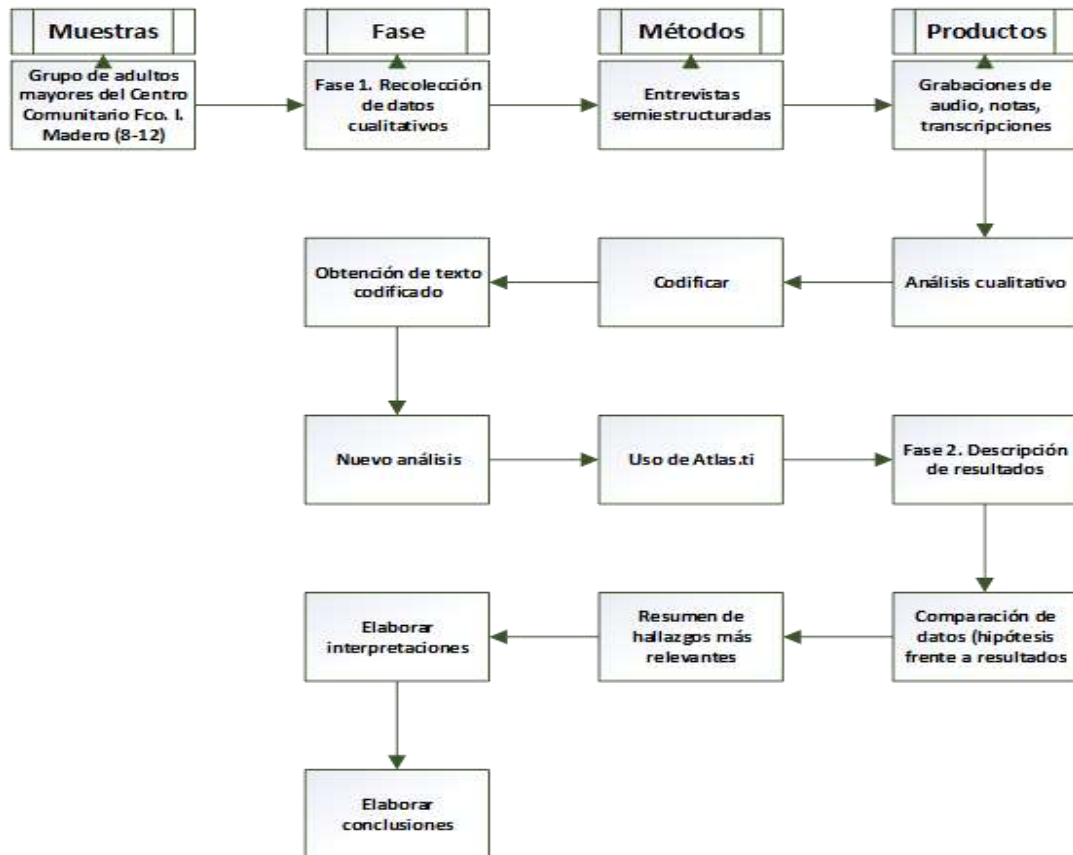 Muestras
Fase
Métodos
Productos
Grupo de adultos
mayores del Centro
Comunitario Fco. I.
Madero (8-12)
Fase 1. Recolección
de datos
cualitativos
Entrevistas
semiestructuradas
Grabaciones de
audio, notas,
transcripciones
Obtención de texto
codificado
Codificar
Análisis cualitativo
Nuevo análisis
Uso de Atlas.ti
Fase 2. Descripción
de resultados
Elaborar
interpretaciones
Resumen de
hallazgos más
relevantes
Comparación de
datos (hipótesis
frente a resultados
Elaborar
conclusiones